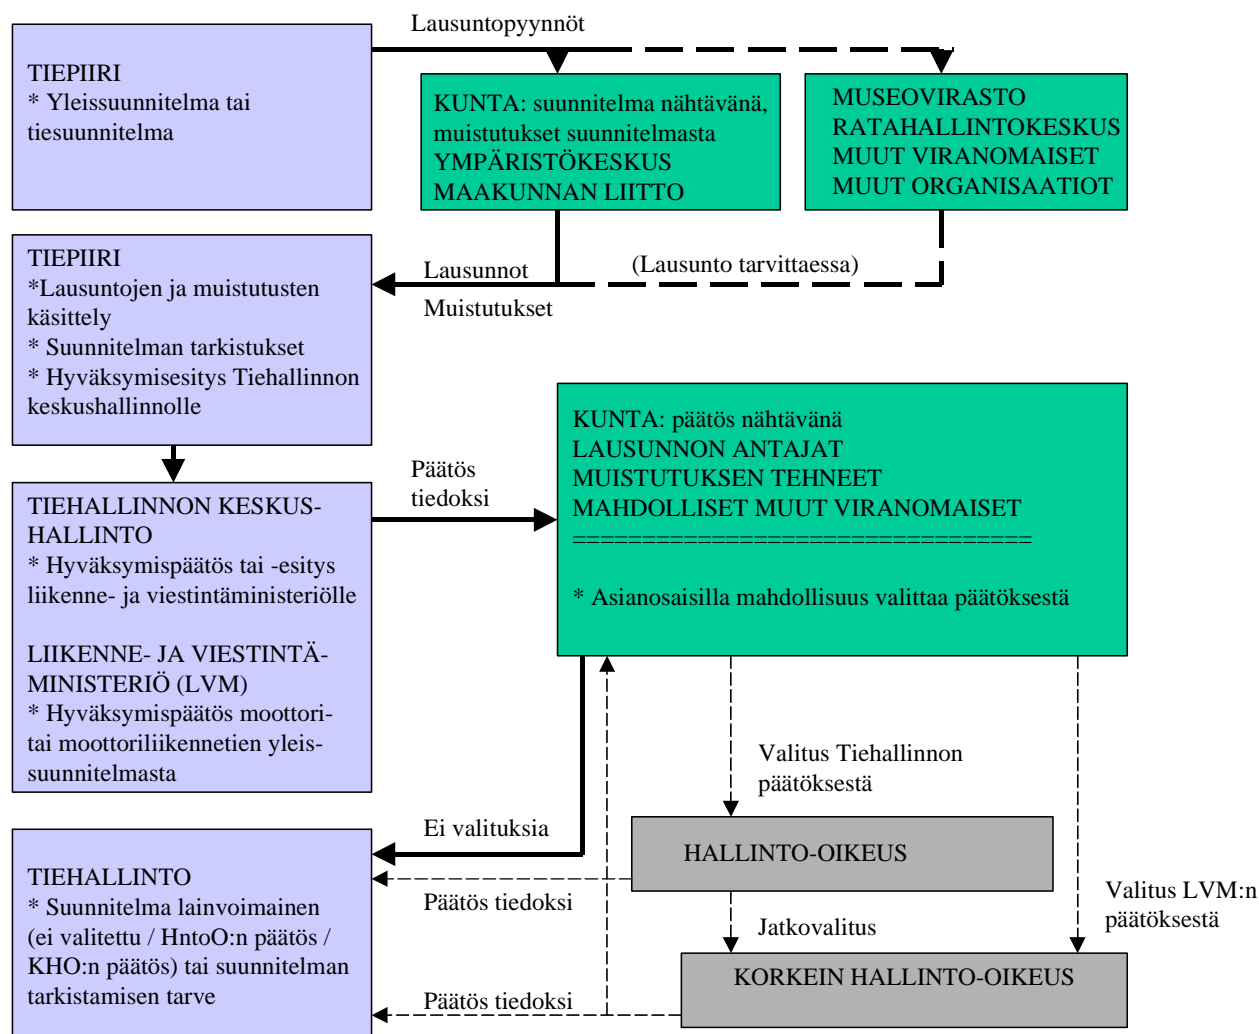 Lausuntopyynnöt
TIEPIIRI
* Yleissuunnitelma tai
tiesuunnitelma
KUNTA: suunnitelma nähtävänä,
muistutukset suunnitelmasta
YMPÄRISTÖKESKUS
MAAKUNNAN LIITTO
MUSEOVIRASTO
RATAHALLINTOKESKUS
MUUT VIRANOMAISET
MUUT ORGANISAATIOT
TIEPIIRI
*Lausuntojen ja muistutusten
käsittely
* Suunnitelman tarkistukset
* Hyväksymisesitys Tiehallinnon
keskushallinnolle
Lausunnot
Muistutukset
(Lausunto tarvittaessa)
TIEHALLINNON KESKUS-
HALLINTO
* Hyväksymispäätös tai -esitys
liikenne- ja viestintäministeriölle
LIIKENNE- JA VIESTINTÄ-
MINISTERIÖ (LVM)
* Hyväksymispäätös moottori-
tai moottoriliikennetien yleis-
suunnitelmasta
Päätös
tiedoksi
KUNTA: päätös nähtävänä
LAUSUNNON ANTAJAT
MUISTUTUKSEN TEHNEET
MAHDOLLISET MUUT VIRANOMAISET
=================================
* Asianosaisilla mahdollisuus valittaa päätöksestä
Valitus Tiehallinnon
päätöksestä
Ei valituksia
HALLINTO-OIKEUS
Valitus LVM:n
päätöksestä
Päätös tiedoksi
Jatkovalitus
TIEHALLINTO
* Suunnitelma lainvoimainen
(ei valitettu / HntoO:n päätös /
KHO:n päätös) tai suunnitelman
tarkistamisen tarve
KORKEIN HALLINTO-OIKEUS
Päätös tiedoksi